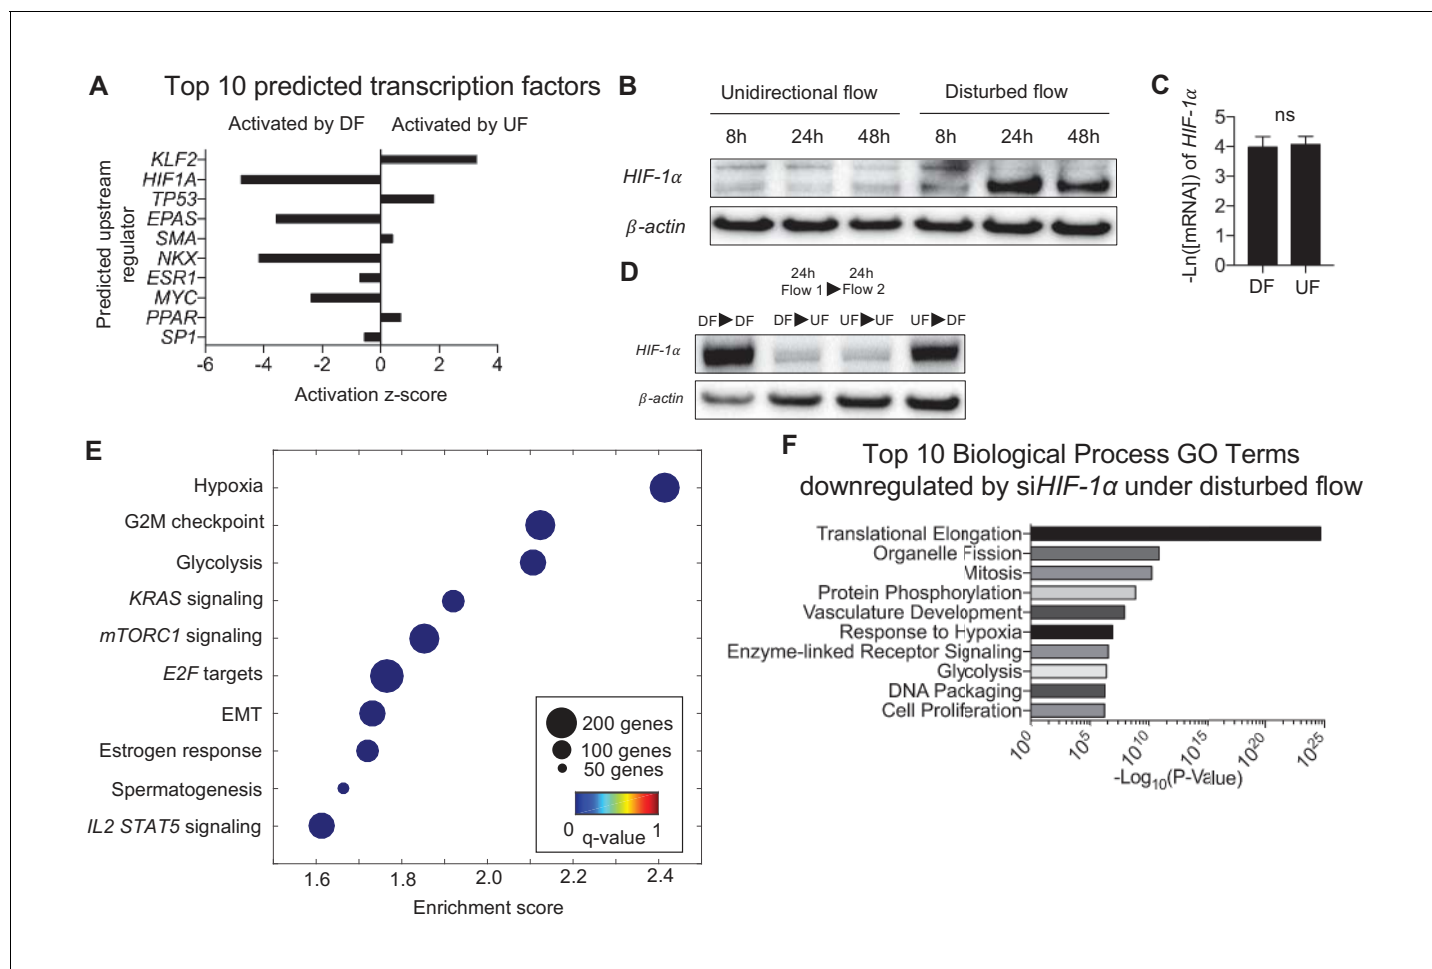 A
Top 10 predicted transcription factors
Activated by DF
Activated by UF
Predicted upstream
regulator
KLF2
HIF1A
TP53
EPAS
SMA
NKX
ESR1
MYC
PPAR
SP1
-6 -4 -2 0 2 4
Activation z-score
B
Unidirectional flow
Disturbed flow
8h 24h 48h 8h 24h 48h
HIF-1α
β-actin
C
ns
-Ln([mRNA]) of HIF-1α
5
4
3
2
1
0
DF UF
D
24h 24h
Flow 1 ▶ Flow 2
DF▶DF DF▶UF UF▶UF UF▶DF
HIF-1α
β-actin
E
Hypoxia
G2M checkpoint
Glycolysis
KRAS signaling
mTORC1 signaling
E2F targets
EMT
Estrogen response
Spermatogenesis
IL2 STAT5 signaling
200 genes
100 genes
50 genes
0 1
q-value
1.6 1.8 2.0 2.2 2.4
Enrichment score
F
Top 10 Biological Process GO Terms
downregulated by siHIF-1α under disturbed flow
Translational Elongation
Organelle Fission
Mitosis
Protein Phosphorylation
Vasculature Development
Response to Hypoxia
Enzyme-linked Receptor Signaling
Glycolysis
DNA Packaging
Cell Proliferation
10⁰ 10⁵ 10¹⁰ 10¹⁵ 10²⁰ 10²⁵
-Log₁₀(P-Value)